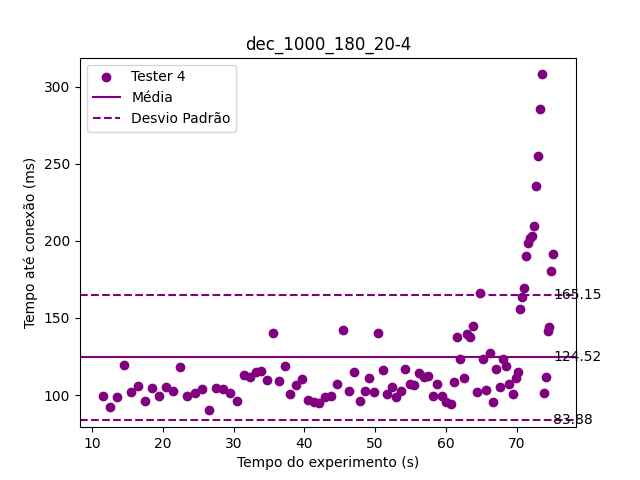 dec_1000_180_20-4
Tester 4
Média
Desvio Padrão
Tempo até conexão (ms)
300
250
200
150
100
165.15
124.52
83.88
10 20 30 40 50 60 70
Tempo do experimento (s)